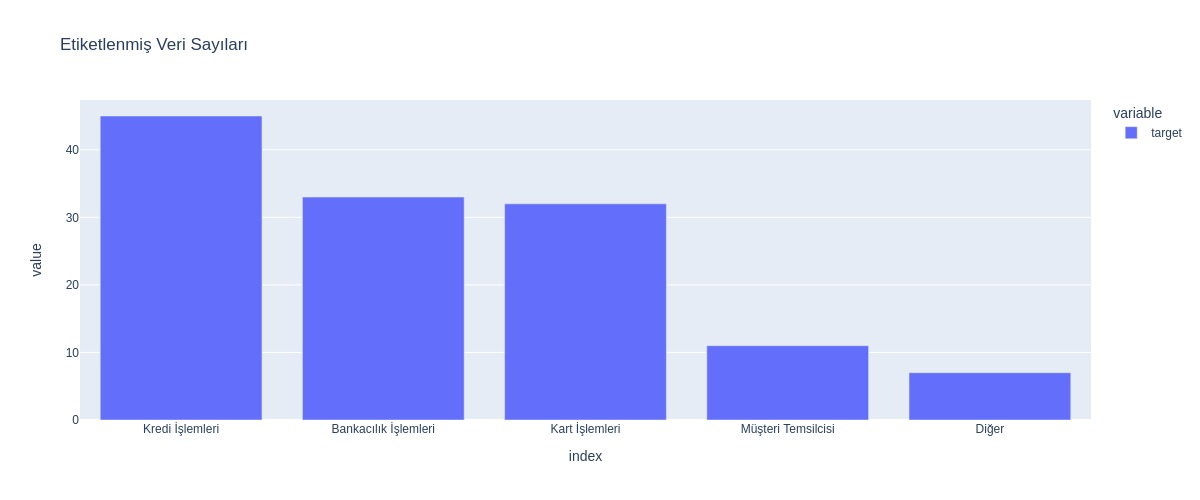 Etiketlenmiş Veri Sayıları
variable
target
value
40
30
20
10
0
Kredi İşlemleri
Bankacılık İşlemleri
Kart İşlemleri
Müşteri Temsilcisi
Diğer
index